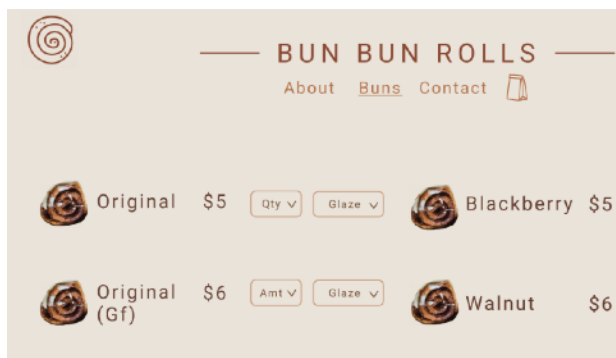 BUN BUN ROLLS
About Buns Contact
Original $5 Qty Glaze Blackberry $5
Original $6 Amt Glaze Walnut $6
(Gf)